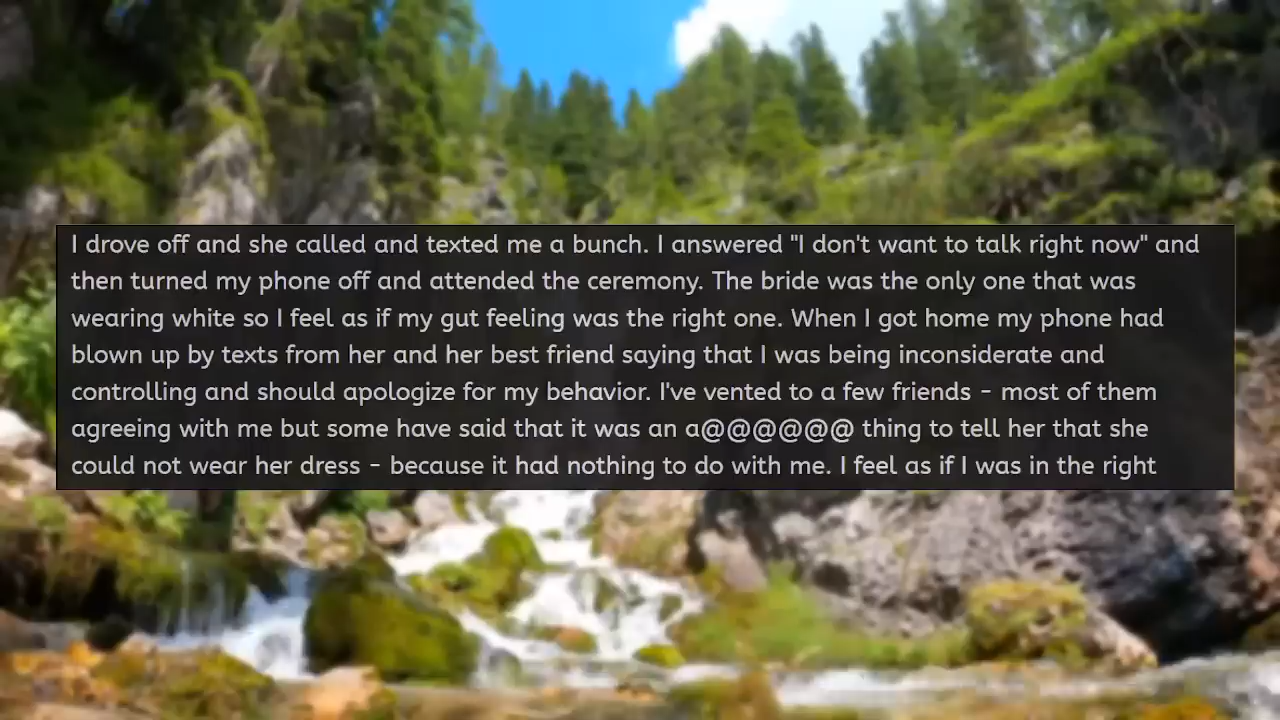 I drove off and she called and texted me a bunch. I answered "I don't want to talk right now" and
then turned my phone off and attended the ceremony. The bride was the only one that was
wearing white so I feel as if my gut feeling was the right one. When I got home my phone had
blown up by texts from her and her best friend saying that I was being inconsiderate and
controlling and should apologize for my behavior. I've vented to a few friends - most of them
agreeing with me but some have said that it was an a@@@@@@ thing to tell her that she
could not wear her dress - because it had nothing to do with me. I feel as if I was in the right